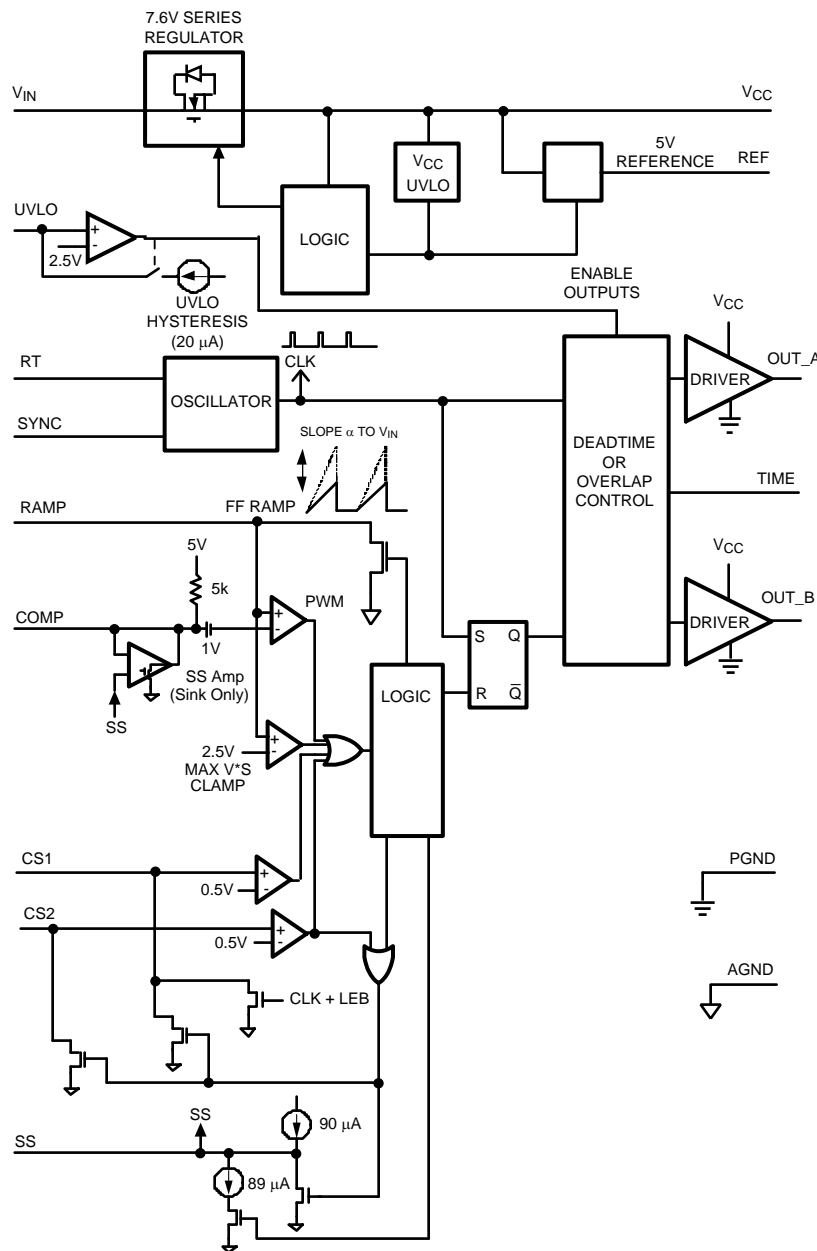 7.6V SERIES
REGULATOR
VIN
VCC
VCC
UVLO
5V
REFERENCE
REF
UVLO
+
-
2.5V
LOGIC
UVLO
HYSTERESIS
(20 μA)
ENABLE
OUTPUTS
VCC
OUT_A
DRIVER
RT
CLK
OSCILLATOR
SYNC
SLOPE α TO VIN
DEADTIME
OR
OVERLAP
CONTROL
TIME
RAMP
FF RAMP
5V
5k
PWM
VCC
OUT_B
DRIVER
COMP
+
-
1V
SS Amp
(Sink Only)
SS
S Q
R Q̅
LOGIC
+
-
2.5V
MAX V*S
CLAMP
CS1
+
-
0.5V
PGND
CS2
+
-
0.5V
AGND
CLK + LEB
SS
90 μA
SS
89 μA